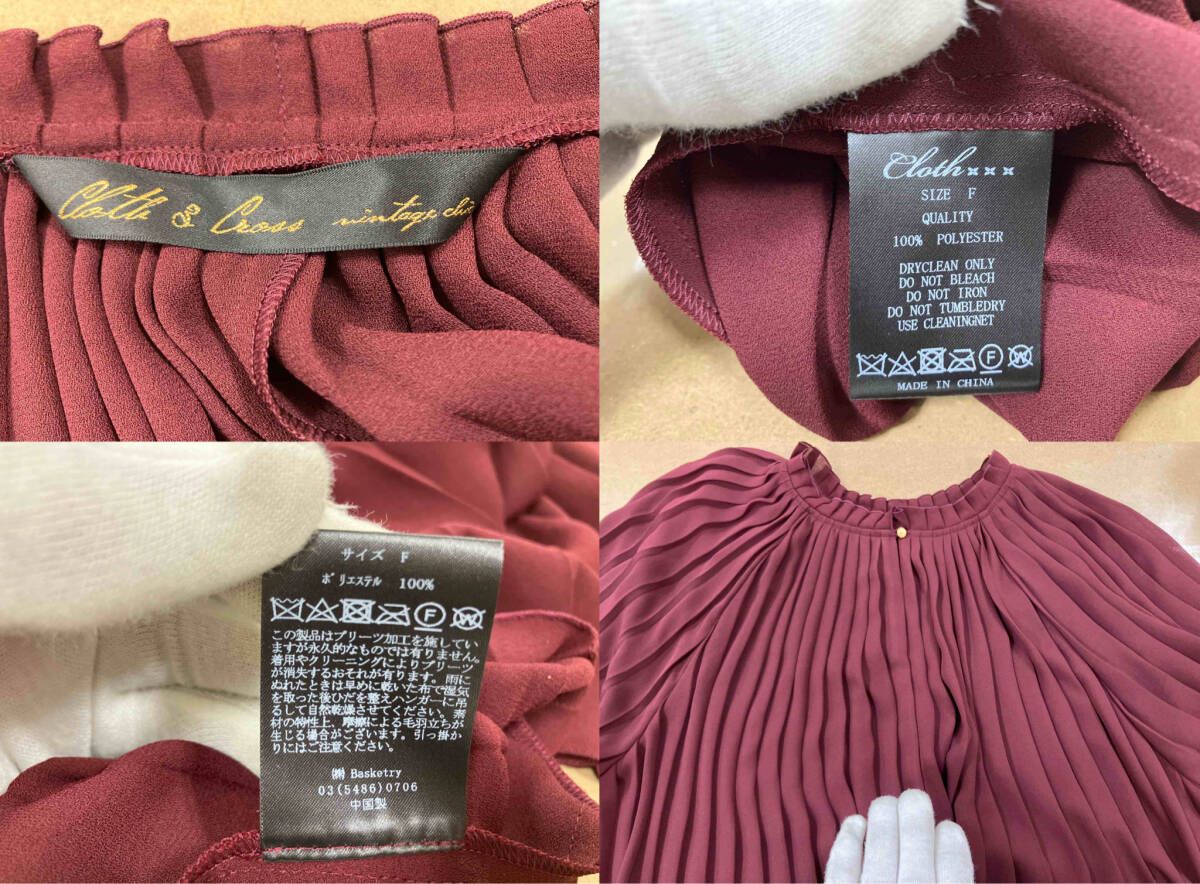 Cloth & Cross vintage chic
Cloth×××
SIZE F
QUALITY
100% POLYESTER
DRYCLEAN ONLY
DO NOT BLEACH
DO NOT IRON
DO NOT TUMBLEDRY
USE CLEANINGNET
F W
MADE IN CHINA
サイズ F
ポリエステル 100%
F W
この製品はプリーツ加工を施してい
ますが永久的なものでは有りません。
着用やクリーニングによりプリーツ
が消失するおそれが有ります。雨に
ぬれたときは早めに乾いた布で湿気
を取った後ひだを整えハンガーに吊
るして自然乾燥させてください。素
材の特性上、摩擦による毛羽立ちが
生じる場合がございます。引っ掛か
りにはご注意ください。
㈱ Basketry
03(5486)0706
中国製